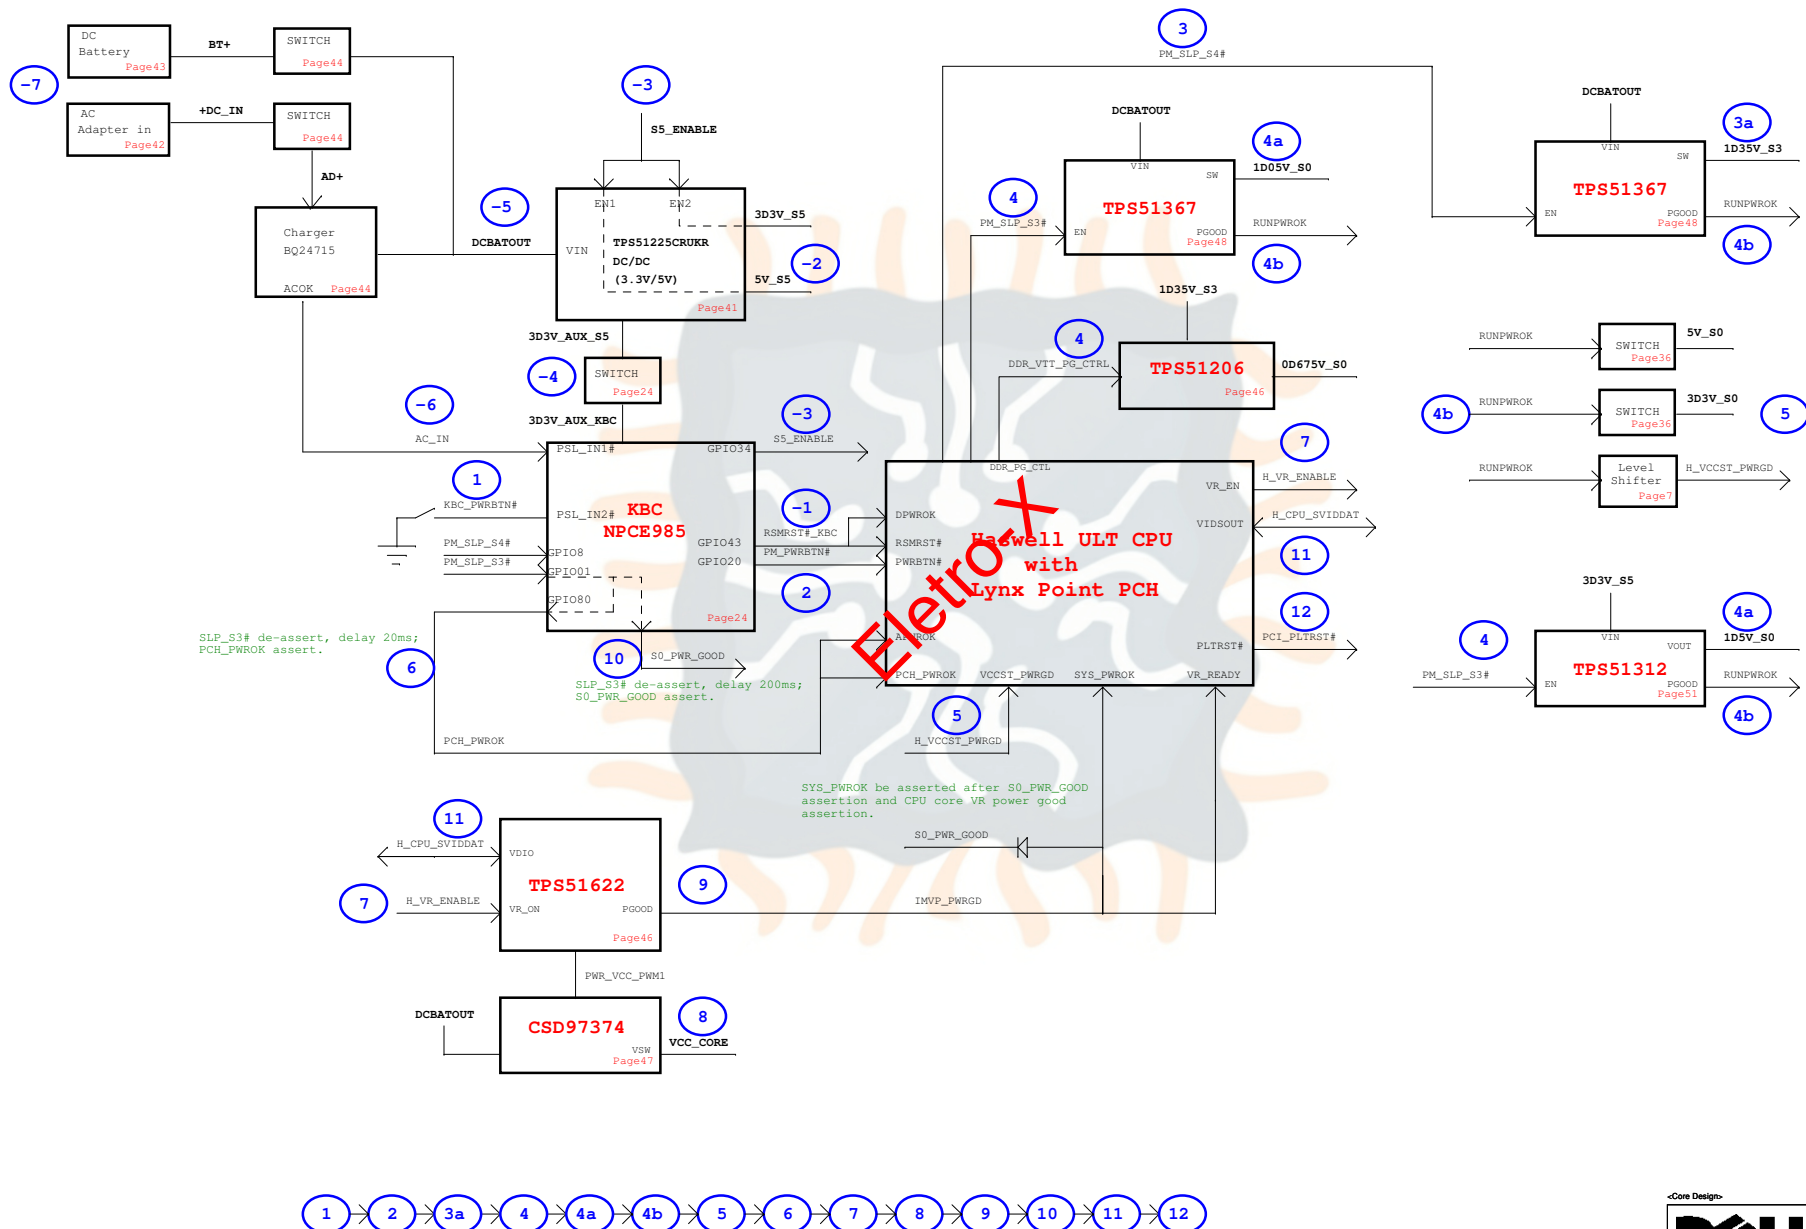 DC
Battery
Page43
BT+
SWITCH
Page44
-7
AC
Adapter in
Page42
+DC_IN
SWITCH
Page44
AD+
Charger
BQ24715
ACOK
Page44
-5
DCBATOUT
-3
S5_ENABLE
EN1
EN2
VIN
TPS51225CRUKR
DC/DC
(3.3V/5V)
Page41
3D3V_S5
-2
5V_S5
3D3V_AUX_S5
-4
SWITCH
Page24
3D3V_AUX_KBC
-6
AC_IN
1
KBC_PWRBTN#
PM_SLP_S4#
PM_SLP_S3#
PSL_IN1#
GPIO34
PSL_IN2#
KBC
NPCE985
GPIO43
GPIO20
GPIO8
GPIO01
GPIO80
Page24
-3
S5_ENABLE
-1
RSMRST#_KBC
PM_PWRBTN#
2
SLP_S3# de-assert, delay 20ms;
PCH_PWROK assert.
6
10
S0_PWR_GOOD
SLP_S3# de-assert, delay 200ms;
S0_PWR_GOOD assert.
PCH_PWROK
3
PM_SLP_S4#
DCBATOUT
4
PM_SLP_S3#
VIN
SW
TPS51367
EN
PGOOD
Page48
4a
1D05V_S0
RUNPWROK
4b
DCBATOUT
VIN
SW
TPS51367
EN
PGOOD
Page48
3a
1D35V_S3
RUNPWROK
4b
1D35V_S3
4
DDR_VTT_PG_CTRL
TPS51206
Page46
0D675V_S0
RUNPWROK
SWITCH
Page36
5V_S0
4b
RUNPWROK
SWITCH
Page36
3D3V_S0
5
RUNPWROK
Level
Shifter
Page7
H_VCCST_PWRGD
DDR_PG_CTL
VR_EN
DPWROK
VIDSOUT
RSMRST#
PWRBTN#
Haswell ULT CPU
with
Lynx Point PCH
Eletro-X
APWROK
PLTRST#
PCH_PWROK
VCCST_PWRGD
SYS_PWROK
VR_READY
7
H_VR_ENABLE
H_CPU_SVIDDAT
11
12
PCI_PLTRST#
5
H_VCCST_PWRGD
3D3V_S5
4
PM_SLP_S3#
VIN
VOUT
TPS51312
EN
PGOOD
Page51
4a
1D5V_S0
RUNPWROK
4b
SYS_PWROK be asserted after S0_PWR_GOOD
assertion and CPU core VR power good
assertion.
S0_PWR_GOOD
11
H_CPU_SVIDDAT
7
H_VR_ENABLE
VDIO
TPS51622
VR_ON
PGOOD
Page46
9
IMVP_PWRGD
PWR_VCC_PWM1
DCBATOUT
CSD97374
VSW
Page47
8
VCC_CORE
1 2 3a 4 4a 4b 5 6 7 8 9 10 11 12
<Core Design>